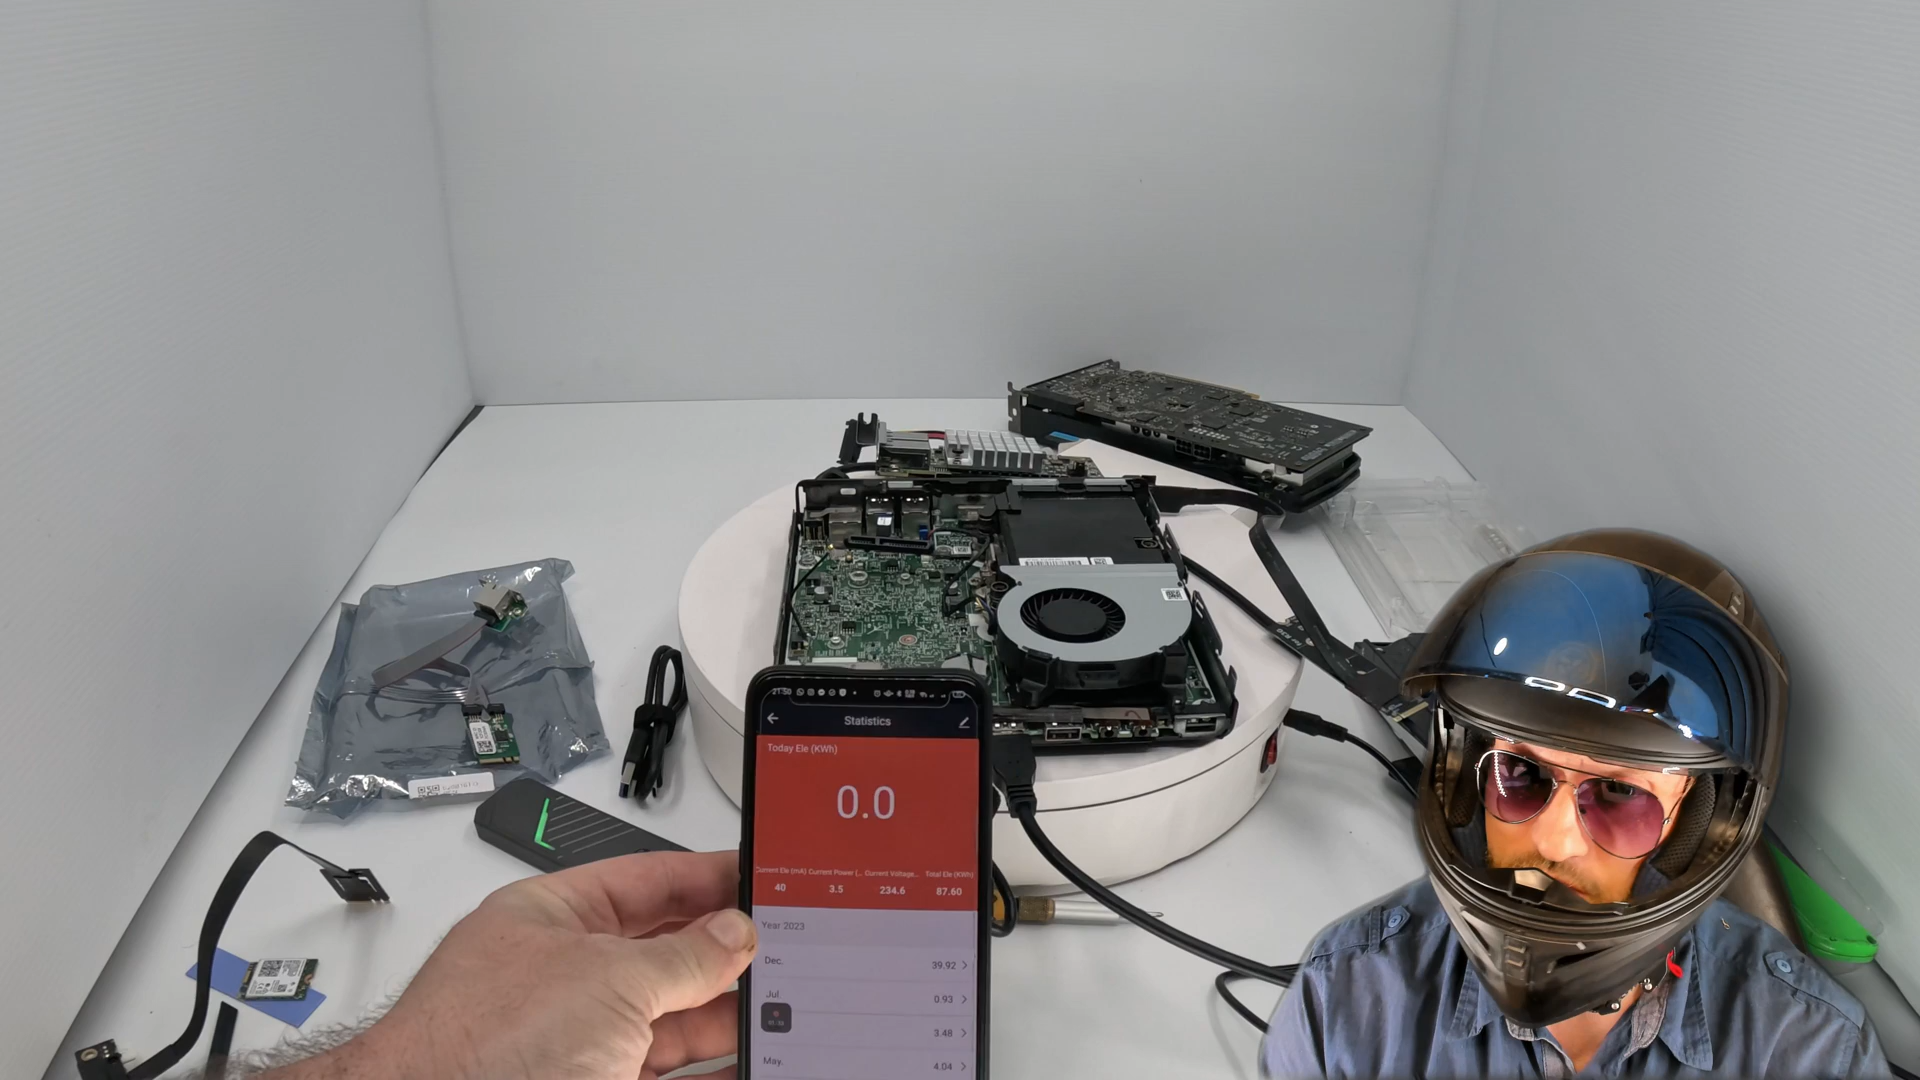 21:50
Statistics
Today Ele (KWh)
0.0
Current Ele (mA) Current Power (... Current Voltage... Total Ele (KWh)
40 3.5 234.6 87.60
Year 2023
Dec. 39.92
Jul 0.93
3.48
May. 4.04